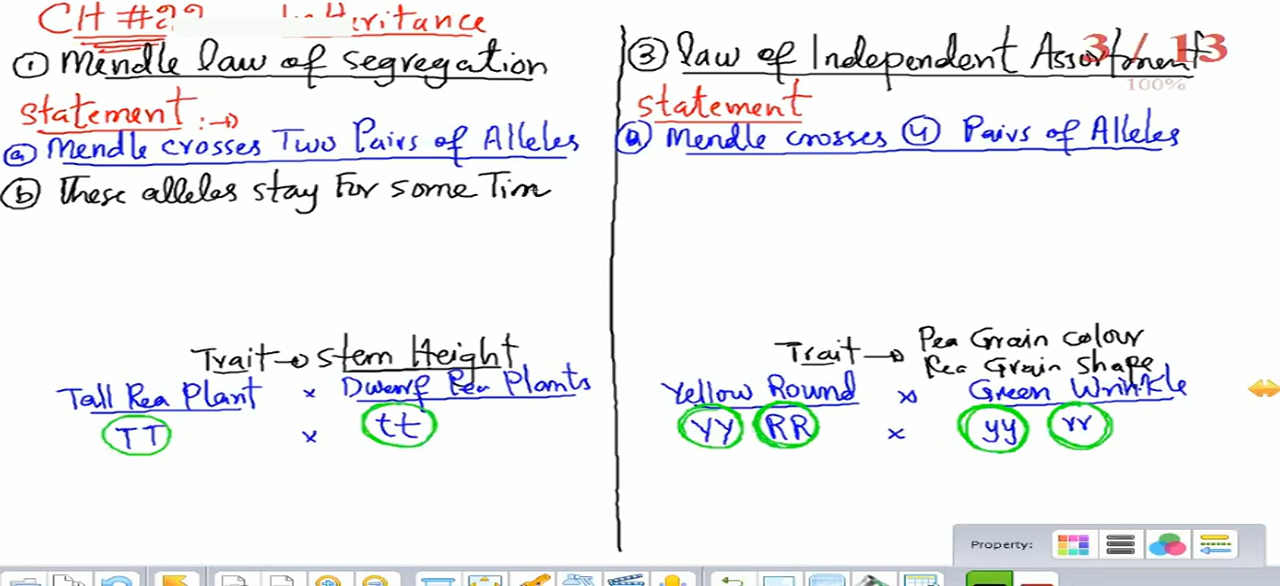 CH #22 Inheritance
① Mendle law of segregation
statement :→
ⓐ Mendle crosses Two Pairs of Alleles
ⓑ These alleles stay For some Tim
Trait → Stem Height
Tall Pea Plant × Dwarf Pea Plants
TT × tt
③ law of Independent Assortment
3 / 13
100%
statement
ⓐ Mendle crosses ④ Pairs of Alleles
Trait → Pea Grain colour
Pea Grain shape
Yellow Round × Green Wrinkle
YY RR × yy rr
Property: